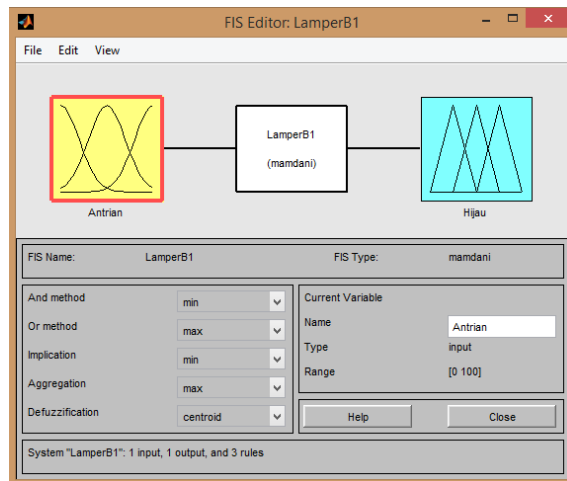 FIS Editor: LamperB1
File Edit View
LamperB1
(mamdani)
Antrian
Hijau
FIS Name: LamperB1 FIS Type: mamdani
And method min
Or method max
Implication min
Aggregation max
Defuzzification centroid
Current Variable
Name Antrian
Type input
Range [0 100]
Help Close
System "LamperB1": 1 input, 1 output, and 3 rules